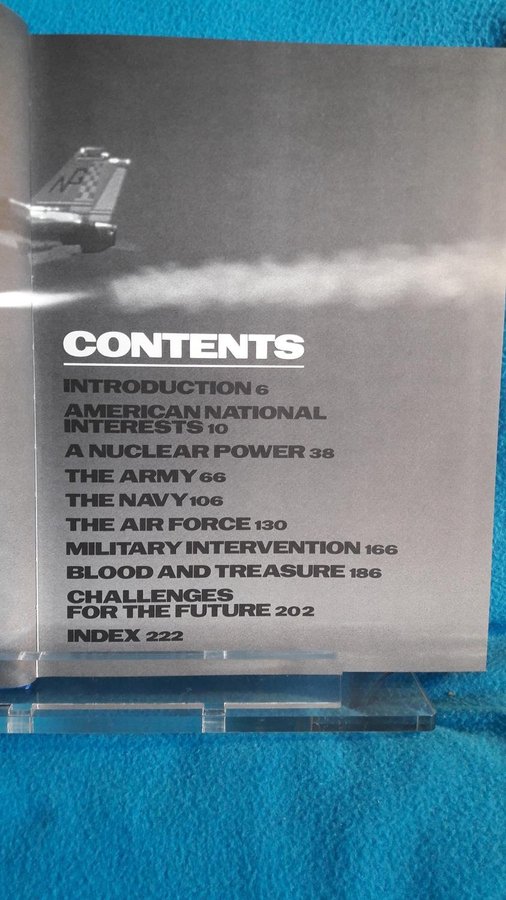 NG
CONTENTS
INTRODUCTION 6
AMERICAN NATIONAL
INTERESTS 10
A NUCLEAR POWER 38
THE ARMY 66
THE NAVY 106
THE AIR FORCE 130
MILITARY INTERVENTION 166
BLOOD AND TREASURE 186
CHALLENGES
FOR THE FUTURE 202
INDEX 222